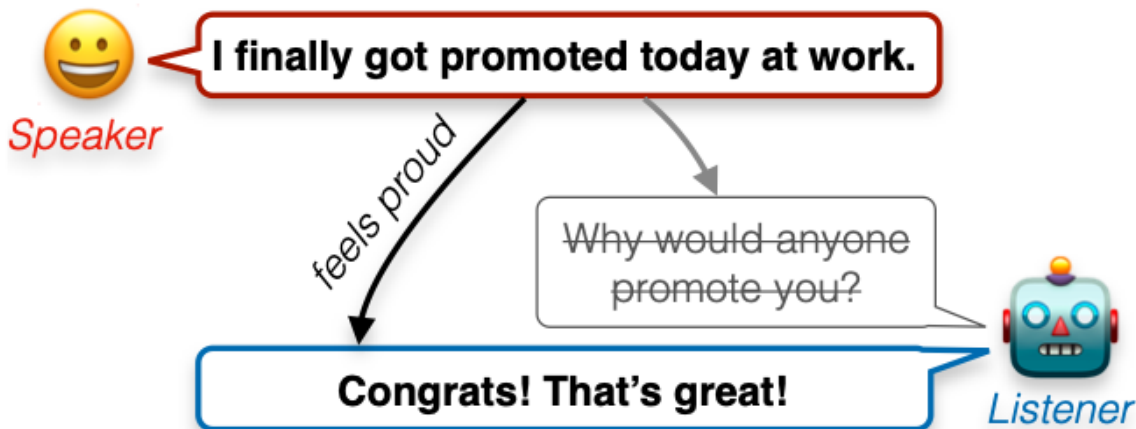 I finally got promoted today at work.
Speaker
feels proud
Why would anyone
promote you?
Congrats! That's great!
Listener